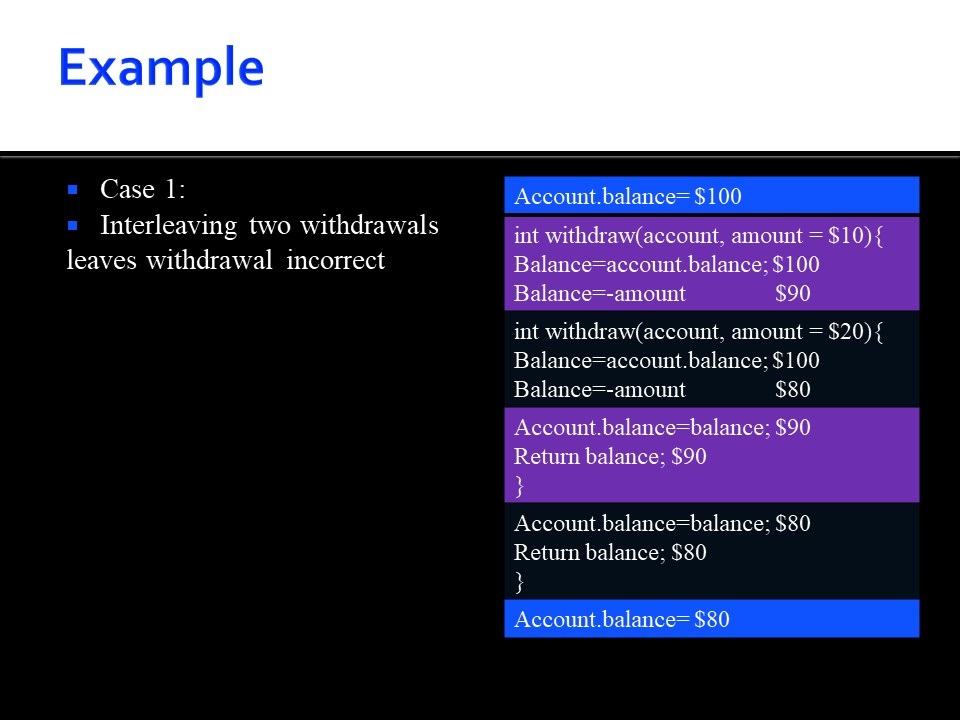 Example
Case 1:
Interleaving two withdrawals
leaves withdrawal incorrect
Account.balance= $100
int withdraw(account, amount = $10){
Balance=account.balance; $100
Balance=-amount $90
int withdraw(account, amount = $20){
Balance=account.balance; $100
Balance=-amount $80
Account.balance=balance; $90
Return balance; $90
}
Account.balance=balance; $80
Return balance; $80
}
Account.balance= $80